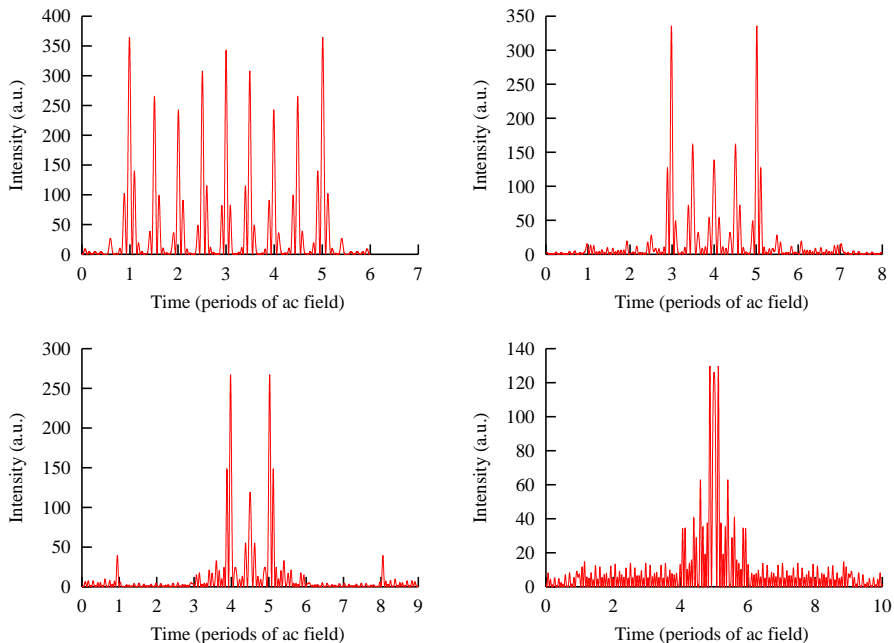 400
350
300
250
200
150
100
50
0
Intensity (a.u.)
0 1 2 3 4 5 6 7
Time (periods of ac field)
350
300
250
200
150
100
50
0
Intensity (a.u.)
0 1 2 3 4 5 6 7 8
Time (periods of ac field)
300
250
200
150
100
50
0
Intensity (a.u.)
0 1 2 3 4 5 6 7 8 9
Time (periods of ac field)
140
120
100
80
60
40
20
0
Intensity (a.u.)
0 2 4 6 8 10
Time (periods of ac field)